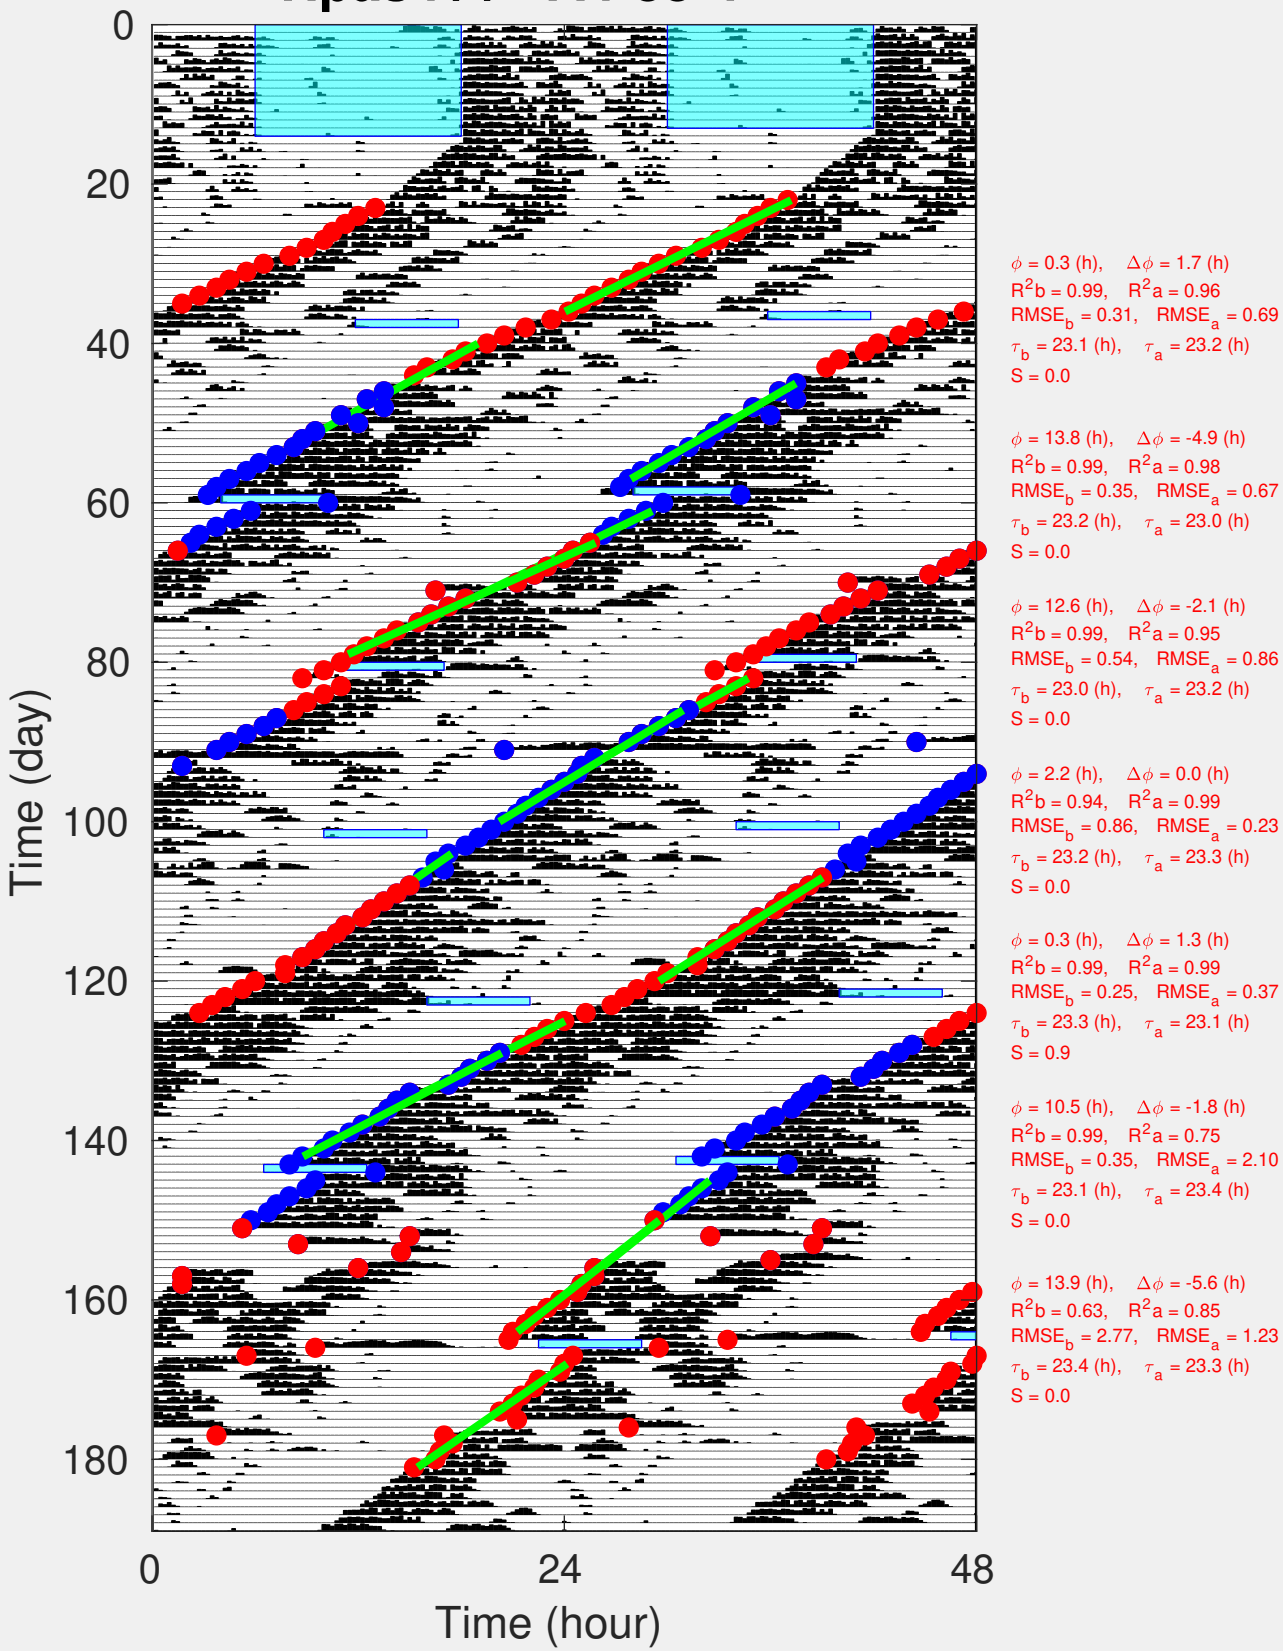 0
20
40
60
80
100
120
140
160
180
Time (day)
0 24 48
Time (hour)
ϕ = 0.3 (h), Δϕ = 1.7 (h)
R²b = 0.99, R²a = 0.96
RMSE_b = 0.31, RMSE_a = 0.69
τ_b = 23.1 (h), τ_a = 23.2 (h)
S = 0.0
ϕ = 13.8 (h), Δϕ = -4.9 (h)
R²b = 0.99, R²a = 0.98
RMSE_b = 0.35, RMSE_a = 0.67
τ_b = 23.2 (h), τ_a = 23.0 (h)
S = 0.0
ϕ = 12.6 (h), Δϕ = -2.1 (h)
R²b = 0.99, R²a = 0.95
RMSE_b = 0.54, RMSE_a = 0.86
τ_b = 23.0 (h), τ_a = 23.2 (h)
S = 0.0
ϕ = 2.2 (h), Δϕ = 0.0 (h)
R²b = 0.94, R²a = 0.99
RMSE_b = 0.86, RMSE_a = 0.23
τ_b = 23.2 (h), τ_a = 23.3 (h)
S = 0.0
ϕ = 0.3 (h), Δϕ = 1.3 (h)
R²b = 0.99, R²a = 0.99
RMSE_b = 0.25, RMSE_a = 0.37
τ_b = 23.3 (h), τ_a = 23.1 (h)
S = 0.9
ϕ = 10.5 (h), Δϕ = -1.8 (h)
R²b = 0.99, R²a = 0.75
RMSE_b = 0.35, RMSE_a = 2.10
τ_b = 23.1 (h), τ_a = 23.4 (h)
S = 0.0
ϕ = 13.9 (h), Δϕ = -5.6 (h)
R²b = 0.63, R²a = 0.85
RMSE_b = 2.77, RMSE_a = 1.23
τ_b = 23.4 (h), τ_a = 23.3 (h)
S = 0.0